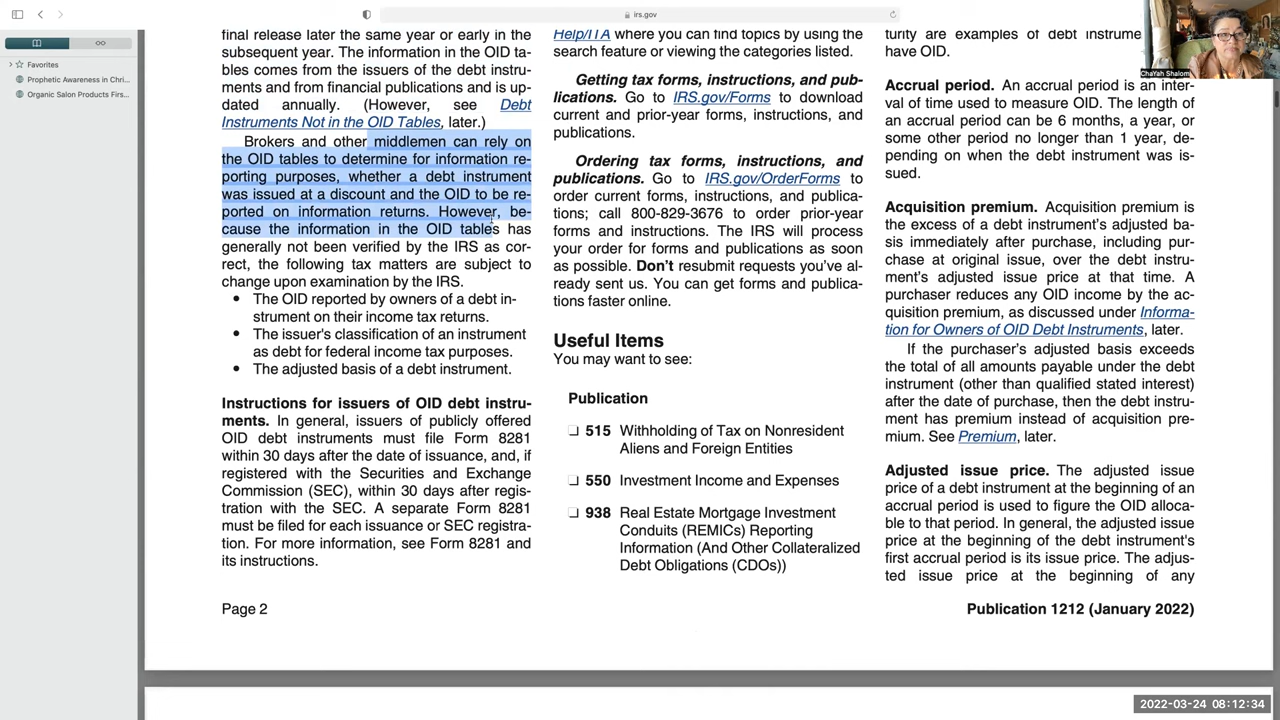 irs.gov
Favorites
Prophetic Awareness in Chri...
Organic Salon Products Firs...
final release later the same year or early in the
subsequent year. The information in the OID ta-
bles comes from the issuers of the debt instru-
ments and from financial publications and is up-
dated annually. (However, see Debt
Instruments Not in the OID Tables, later.)
Brokers and other middlemen can rely on
the OID tables to determine for information re-
porting purposes, whether a debt instrument
was issued at a discount and the OID to be re-
ported on information returns. However, be-
cause the information in the OID tables has
generally not been verified by the IRS as cor-
rect, the following tax matters are subject to
change upon examination by the IRS.
• The OID reported by owners of a debt in-
strument on their income tax returns.
• The issuer's classification of an instrument
as debt for federal income tax purposes.
• The adjusted basis of a debt instrument.
Instructions for issuers of OID debt instru-
ments. In general, issuers of publicly offered
OID debt instruments must file Form 8281
within 30 days after the date of issuance, and, if
registered with the Securities and Exchange
Commission (SEC), within 30 days after regis-
tration with the SEC. A separate Form 8281
must be filed for each issuance or SEC registra-
tion. For more information, see Form 8281 and
its instructions.
Help/ITA where you can find topics by using the
search feature or viewing the categories listed.
Getting tax forms, instructions, and pub-
lications. Go to IRS.gov/Forms to download
current and prior-year forms, instructions, and
publications.
Ordering tax forms, instructions, and
publications. Go to IRS.gov/OrderForms to
order current forms, instructions, and publica-
tions; call 800-829-3676 to order prior-year
forms and instructions. The IRS will process
your order for forms and publications as soon
as possible. Don't resubmit requests you've al-
ready sent us. You can get forms and publica-
tions faster online.
Useful Items
You may want to see:
Publication
515 Withholding of Tax on Nonresident
Aliens and Foreign Entities
550 Investment Income and Expenses
938 Real Estate Mortgage Investment
Conduits (REMICs) Reporting
Information (And Other Collateralized
Debt Obligations (CDOs))
turity are examples of debt instrume
have OID.
Accrual period. An accrual period is an inter-
val of time used to measure OID. The length of
an accrual period can be 6 months, a year, or
some other period no longer than 1 year, de-
pending on when the debt instrument was is-
sued.
Acquisition premium. Acquisition premium is
the excess of a debt instrument's adjusted ba-
sis immediately after purchase, including pur-
chase at original issue, over the debt instru-
ment's adjusted issue price at that time. A
purchaser reduces any OID income by the ac-
quisition premium, as discussed under Informa-
tion for Owners of OID Debt Instruments, later.
If the purchaser's adjusted basis exceeds
the total of all amounts payable under the debt
instrument (other than qualified stated interest)
after the date of purchase, then the debt instru-
ment has premium instead of acquisition pre-
mium. See Premium, later.
Adjusted issue price. The adjusted issue
price of a debt instrument at the beginning of an
accrual period is used to figure the OID alloca-
ble to that period. In general, the adjusted issue
price at the beginning of the debt instrument's
first accrual period is its issue price. The adjus-
ted issue price at the beginning of any
Page 2
Publication 1212 (January 2022)
ChaYah Shalom
2022-03-24 08:12:34